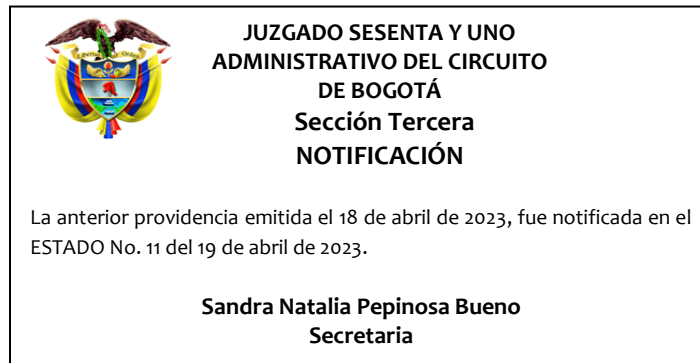 JUZGADO SESENTA Y UNO
ADMINISTRATIVO DEL CIRCUITO
DE BOGOTÁ
Sección Tercera
NOTIFICACIÓN
La anterior providencia emitida el 18 de abril de 2023, fue notificada en el
ESTADO No. 11 del 19 de abril de 2023.
Sandra Natalia Pepinosa Bueno
Secretaria